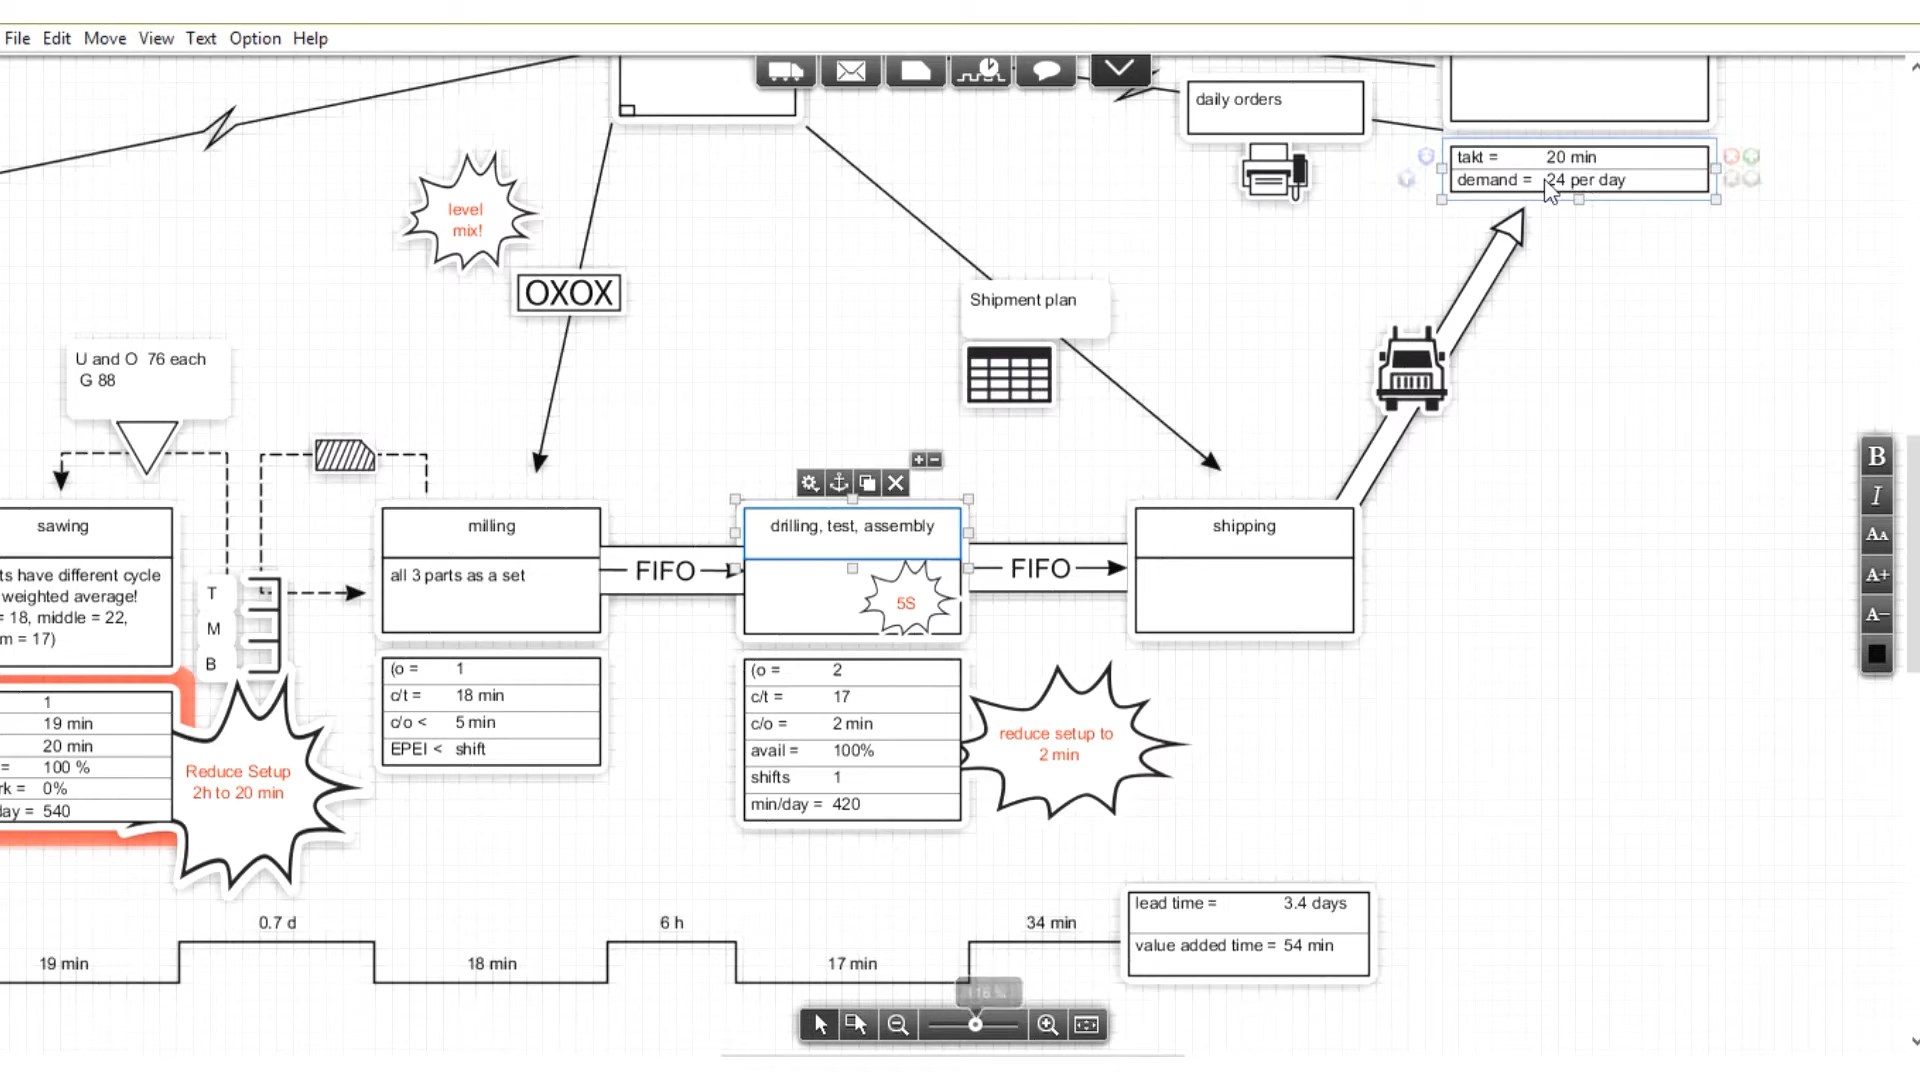 File Edit Move View Text Option Help
daily orders
takt = 20 min
demand = 24 per day
level
mix!
OXOX
Shipment plan
U and O 76 each
G 88
sawing
ts have different cycle
weighted average!
= 18, middle = 22,
m = 17)
T
M
B
1
19 min
20 min
= 100 %
rk = 0%
day = 540
Reduce Setup
2h to 20 min
milling
all 3 parts as a set
(o = 1
c/t = 18 min
c/o < 5 min
EPEI < shift
FIFO
drilling, test, assembly
5S
(o = 2
c/t = 17
c/o = 2 min
avail = 100%
shifts 1
min/day = 420
reduce setup to
2 min
FIFO
shipping
B
I
AA
A+
A-
19 min
0.7 d
18 min
6 h
17 min
34 min
lead time = 3.4 days
value added time = 54 min